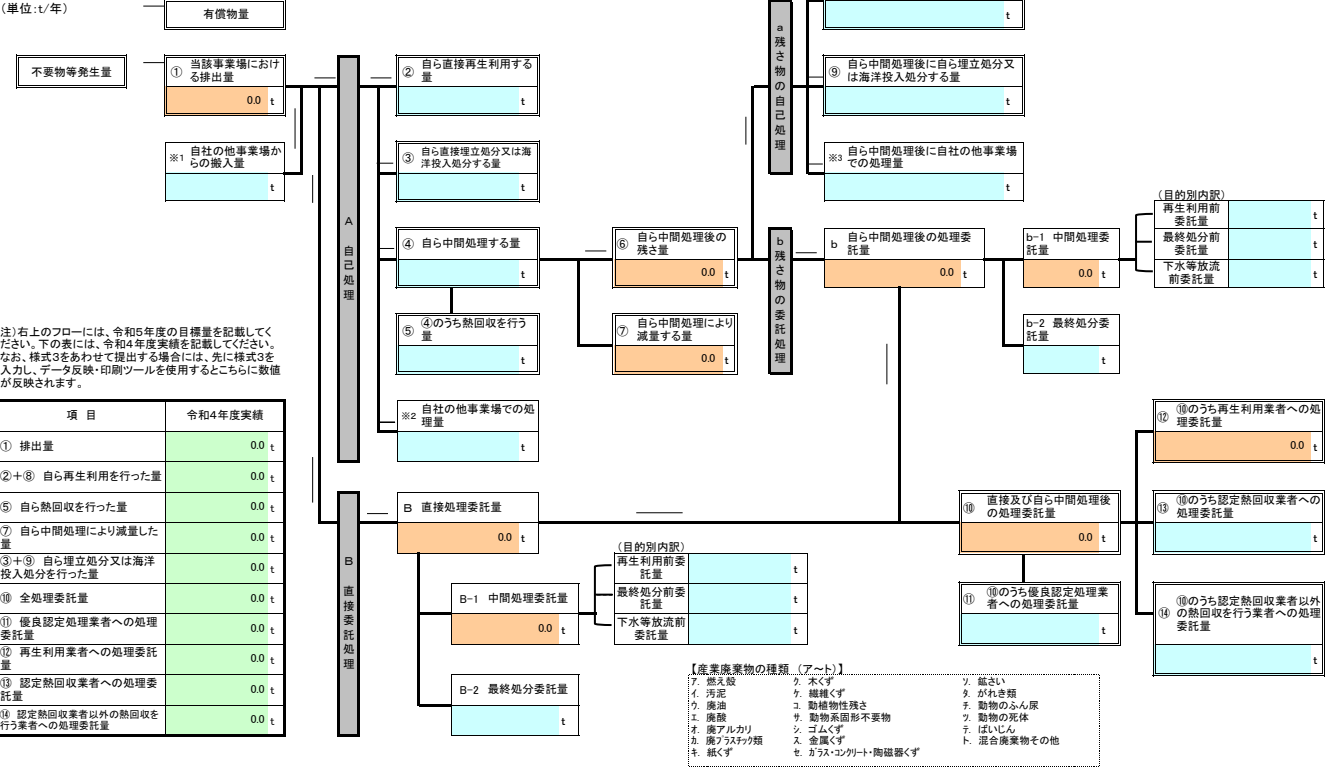 (単位:t/年)
有償物量
不要物等発生量
① 当該事業場におけ
る排出量
0.0 t
※1 自社の他事業場か
らの搬入量
t
A 自己処理
② 自ら直接再生利用する
量
t
③ 自ら直接埋立処分又は海
洋投入処分する量
t
④ 自ら中間処理する量
t
⑤ ④のうち熱回収を行う
量
t
※2 自社の他事業場での処
理量
t
⑥ 自ら中間処理後の
残さ量
0.0 t
⑦ 自ら中間処理により
減量する量
0.0 t
a 残さ物の自己処理
t
⑨ 自ら中間処理後に自ら埋立処分又
は海洋投入処分する量
t
※3 自ら中間処理後に自社の他事業場
での処理量
t
b 残さ物の委託処理
b 自ら中間処理後の処理委
託量
0.0 t
b-1 中間処理委
託量
0.0 t
(目的別内訳)
再生利用前
委託量
t
最終処分前
委託量
t
下水等放流
前委託量
t
b-2 最終処分委
託量
t
注)右上のフローには、令和5年度の目標量を記載してく
ださい。下の表には、令和4年度実績を記載してください。
なお、様式3をあわせて提出する場合には、先に様式3を
入力し、データ反映・印刷ツールを使用するとこちらに数値
が反映されます。
項 目 令和4年度実績
① 排出量 0.0 t
②+⑧ 自ら再生利用を行った量 0.0 t
⑤ 自ら熱回収を行った量 0.0 t
⑦ 自ら中間処理により減量した
量 0.0 t
③+⑨ 自ら埋立処分又は海洋
投入処分を行った量 0.0 t
⑩ 全処理委託量 0.0 t
⑪ 優良認定処理業者への処理
委託量 0.0 t
⑫ 再生利用業者への処理委託
量 0.0 t
⑬ 認定熱回収業者への処理委
託量 0.0 t
⑭ 認定熱回収業者以外の熱回収を
行う業者への処理委託量 0.0 t
B 直接委託処理
B 直接処理委託量
0.0 t
B-1 中間処理委託量
0.0 t
(目的別内訳)
再生利用前委
託量
t
最終処分前委
託量
t
下水等放流前
委託量
t
B-2 最終処分委託量
t
⑩ 直接及び自ら中間処理後
の処理委託量
0.0 t
⑪ ⑩のうち優良認定処理業
者への処理委託量
t
⑫ ⑩のうち再生利用業者への処
理委託量
0.0 t
⑬ ⑩のうち認定熱回収業者への
処理委託量
t
⑭ ⑩のうち認定熱回収業者以外
の熱回収を行う業者への処理
委託量
t
【産業廃棄物の種類 (ア~ト)】
ア. 燃え殻
イ. 汚泥
ウ. 廃油
エ. 廃酸
オ. 廃アルカリ
カ. 廃プラスチック類
キ. 紙くず
ク. 木くず
ケ. 繊維くず
コ. 動植物性残さ
サ. 動物系固形不要物
シ. ゴムくず
ス. 金属くず
セ. ガラス・コンクリート・陶磁器くず
ソ. 鉱さい
タ. がれき類
チ. 動物のふん尿
ツ. 動物の死体
テ. ばいじん
ト. 混合廃棄物その他